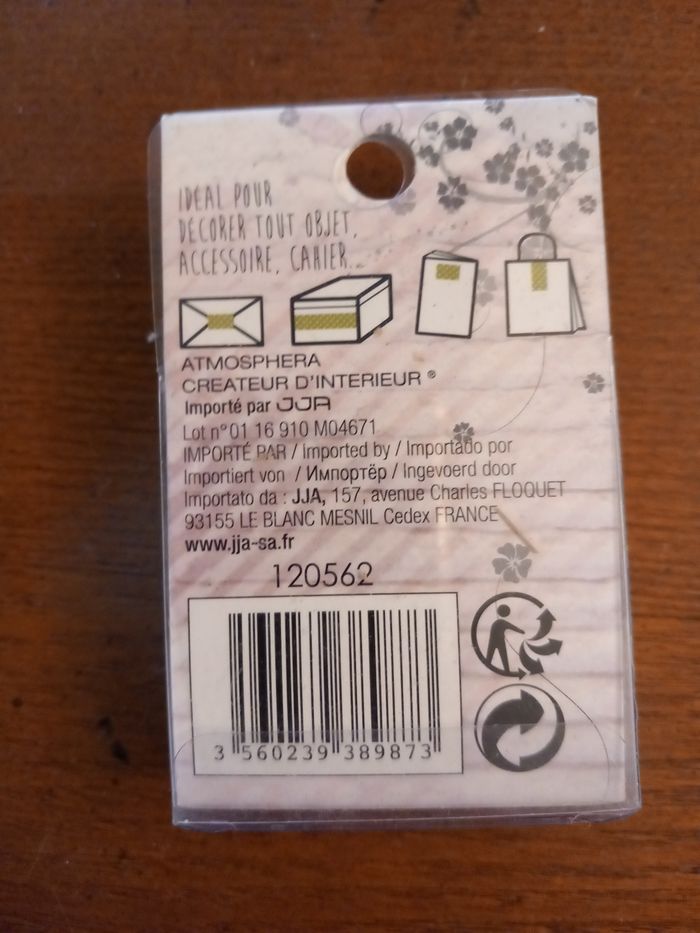 IDEAL POUR
DECORER TOUT OBJET,
ACCESSOIRE, CAHIER...
ATMOSPHERA
CREATEUR D'INTERIEUR ®
Importé par JJA
Lot n°01 16 910 M04671
IMPORTÉ PAR / Imported by / Importado por
Importiert von / Импортёр / Ingevoerd door
Importato da : JJA, 157, avenue Charles FLOQUET
93155 LE BLANC MESNIL Cedex FRANCE
www.jja-sa.fr
120562
3 560239 389873